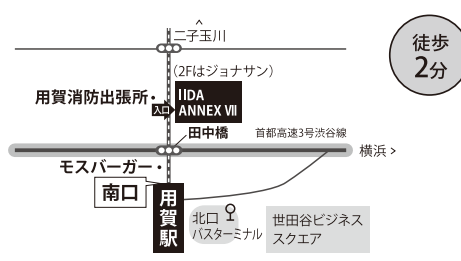 二子玉川
徒歩
2分
(2Fはジョナサン)
用賀消防出張所
入口
IIDA
ANNEX Ⅶ
田中橋
首都高速3号渋谷線
横浜 >
モスバーガー
南口
用賀駅
北口
バスターミナル
世田谷ビジネス
スクエア